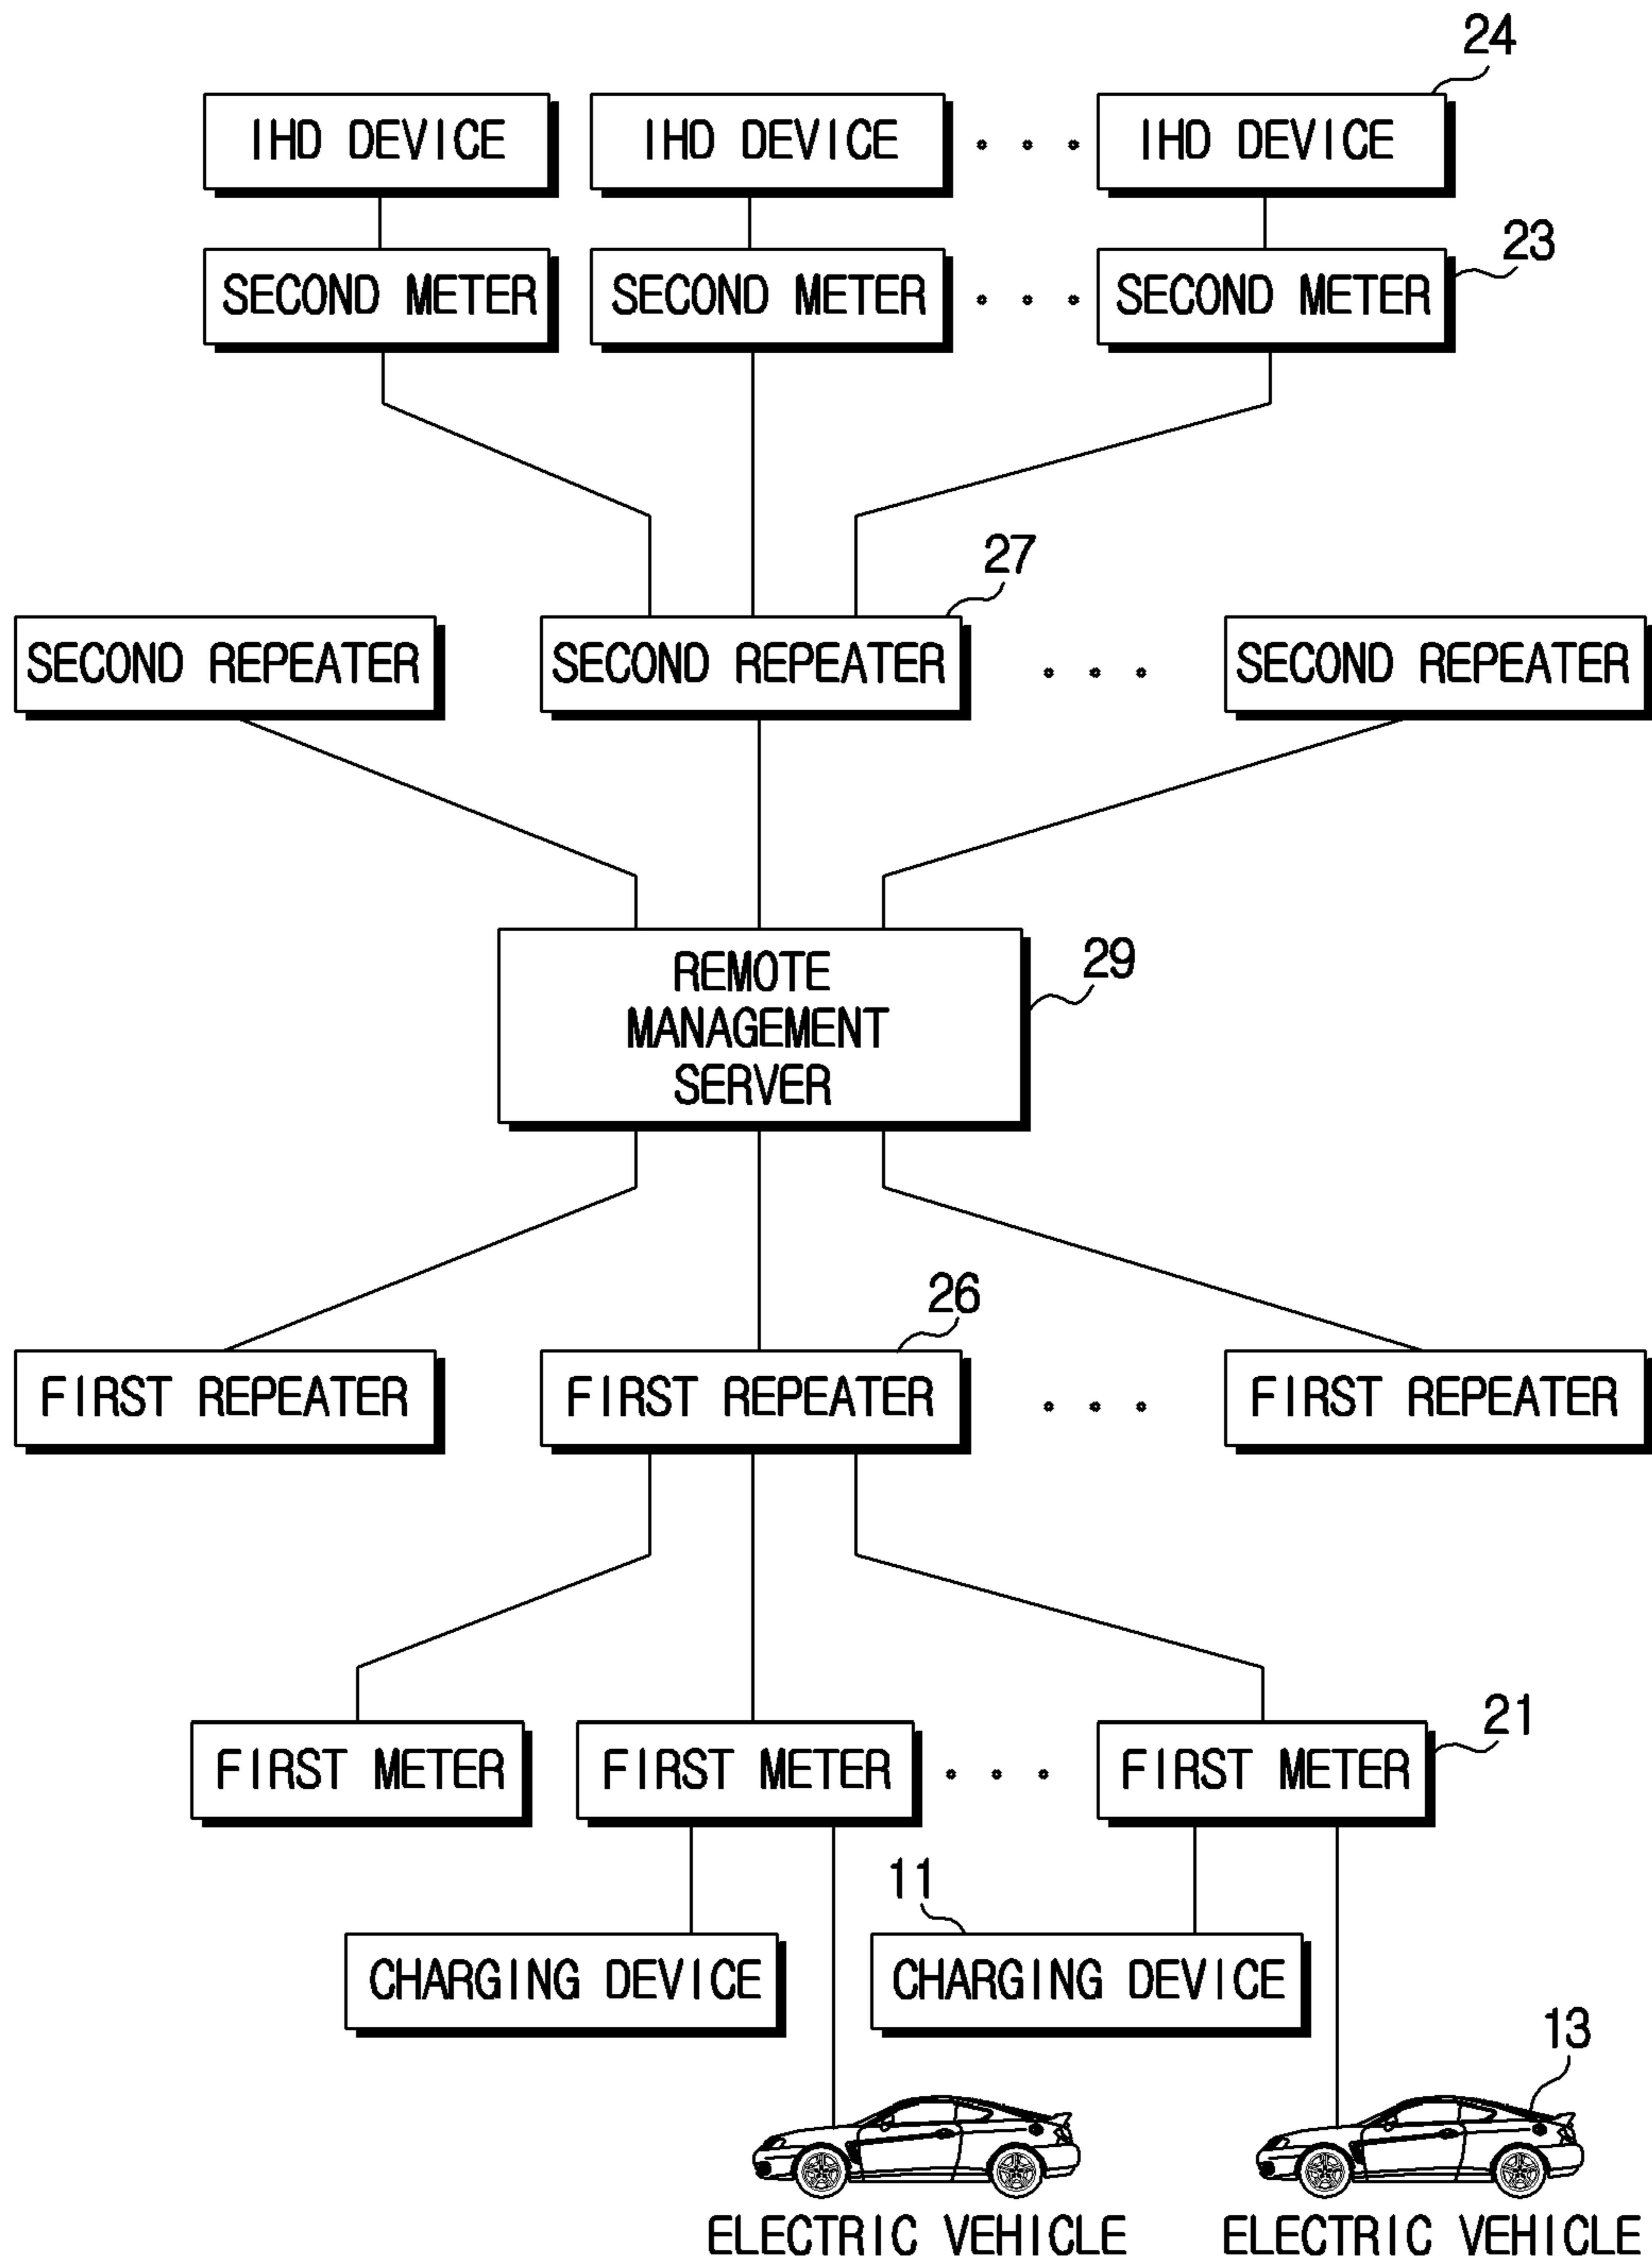 24
IHD DEVICE IHD DEVICE . . . IHD DEVICE
23
SECOND METER SECOND METER . . . SECOND METER
27
SECOND REPEATER SECOND REPEATER . . . SECOND REPEATER
REMOTE
29
MANAGEMENT
SERVER
26
FIRST REPEATER FIRST REPEATER . . . FIRST REPEATER
21
FIRST METER FIRST METER . . . FIRST METER
11
CHARGING DEVICE CHARGING DEVICE
13
ELECTRIC VEHICLE ELECTRIC VEHICLE